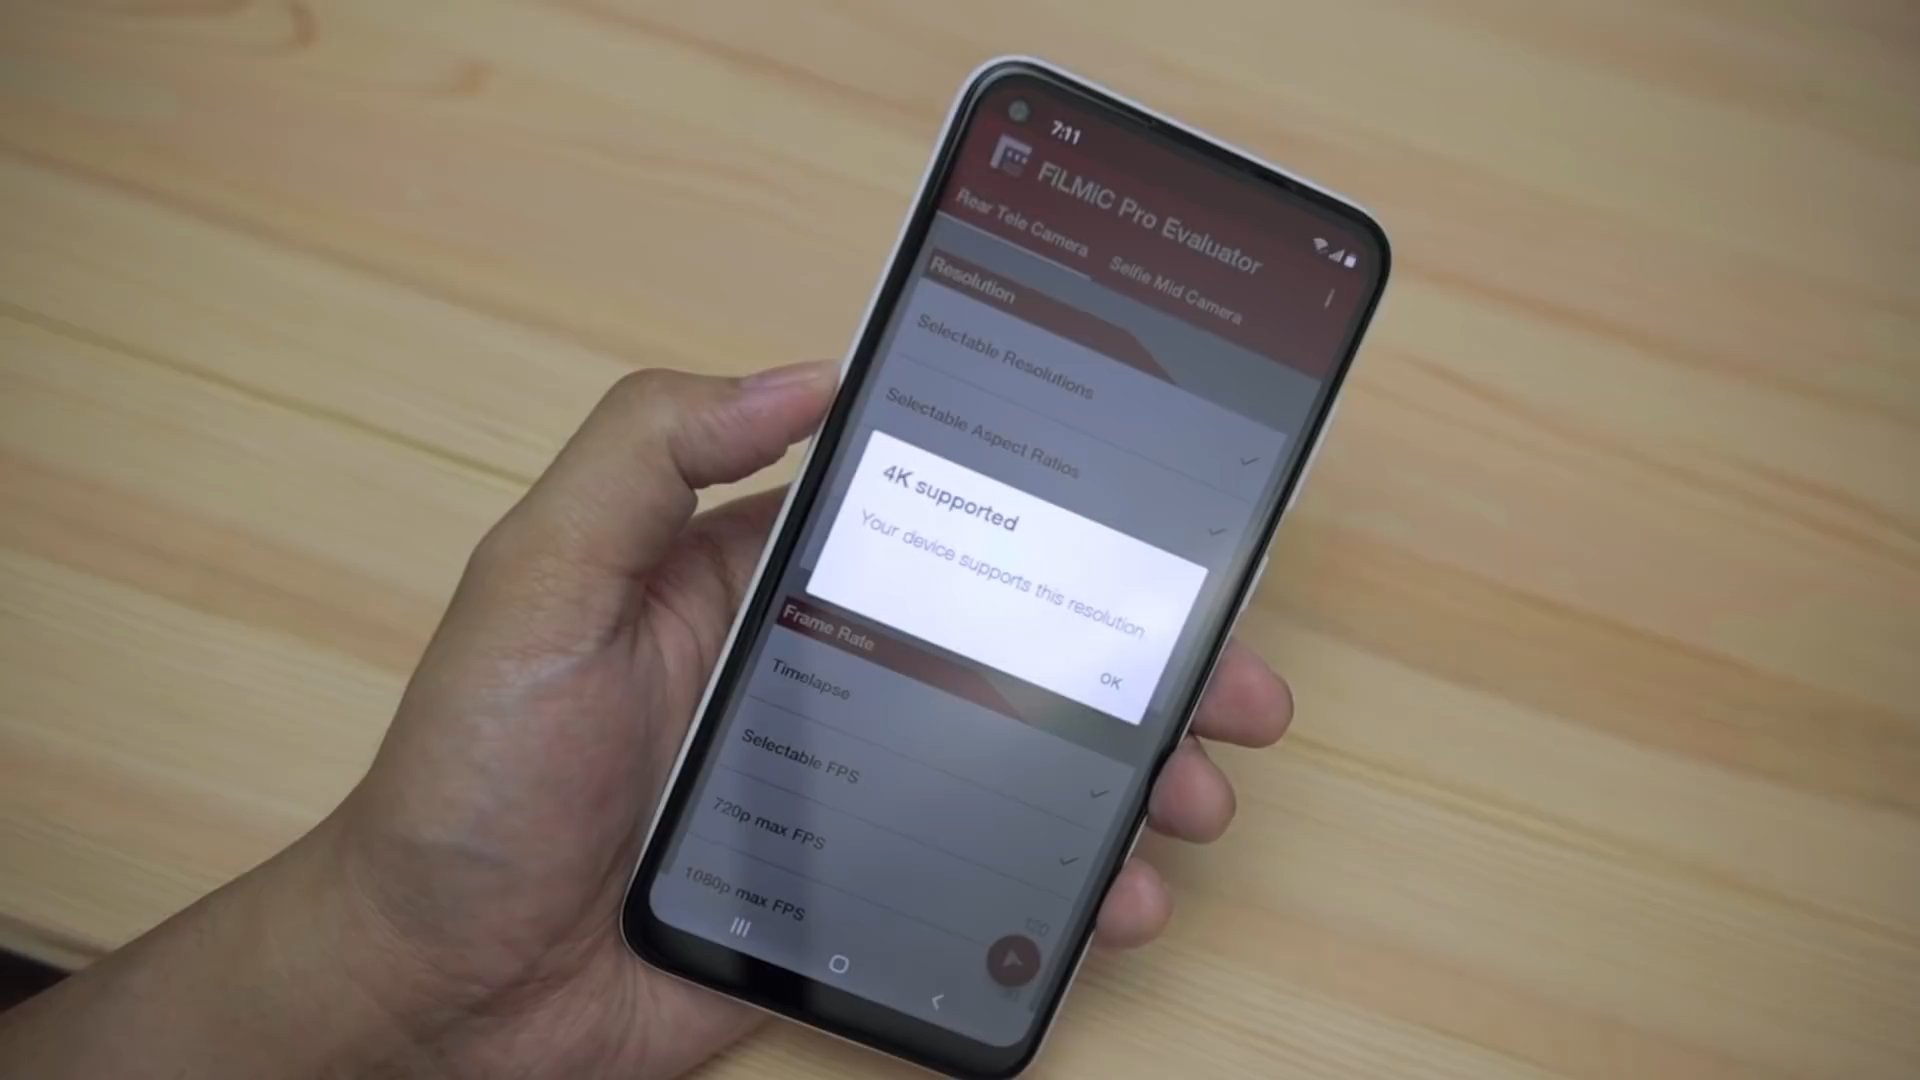 7:11
FiLMiC Pro Evaluator
Rear Tele Camera
Selfie Mid Camera
Resolution
Selectable Resolutions
Selectable Aspect Ratios
4K supported
Your device supports this resolution
OK
Frame Rate
Timelapse
Selectable FPS
720p max FPS
120
1080p max FPS